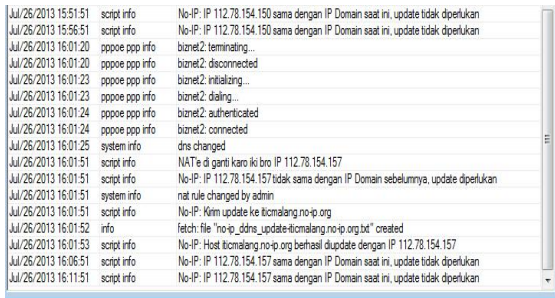 Jul/26/2013 15:51:51 script info No-IP: IP 112.78.154.150 sama dengan IP Domain saat ini, update tidak diperlukan
Jul/26/2013 15:56:51 script info No-IP: IP 112.78.154.150 sama dengan IP Domain saat ini, update tidak diperlukan
Jul/26/2013 16:01:20 pppoe ppp info biznet2: terminating...
Jul/26/2013 16:01:20 pppoe ppp info biznet2: disconnected
Jul/26/2013 16:01:23 pppoe ppp info biznet2: initializing...
Jul/26/2013 16:01:23 pppoe ppp info biznet2: dialing...
Jul/26/2013 16:01:24 pppoe ppp info biznet2: authenticated
Jul/26/2013 16:01:24 pppoe ppp info biznet2: connected
Jul/26/2013 16:01:25 system info dns changed
Jul/26/2013 16:01:51 script info NAT'e di ganti karo iki bro IP 112.78.154.157
Jul/26/2013 16:01:51 script info No-IP: IP 112.78.154.157 tidak sama dengan IP Domain sebelumnya, update diperlukan
Jul/26/2013 16:01:51 system info nat rule changed by admin
Jul/26/2013 16:01:51 script info No-IP: Kirim update ke iticmalang.no-ip.org
Jul/26/2013 16:01:52 info fetch: file "no-ip_ddns_update-iticmalang.no-ip.org.txt" created
Jul/26/2013 16:01:53 script info No-IP: Host iticmalang.no-ip.org berhasil diupdate dengan IP 112.78.154.157
Jul/26/2013 16:06:51 script info No-IP: IP 112.78.154.157 sama dengan IP Domain saat ini, update tidak diperlukan
Jul/26/2013 16:11:51 script info No-IP: IP 112.78.154.157 sama dengan IP Domain saat ini, update tidak diperlukan